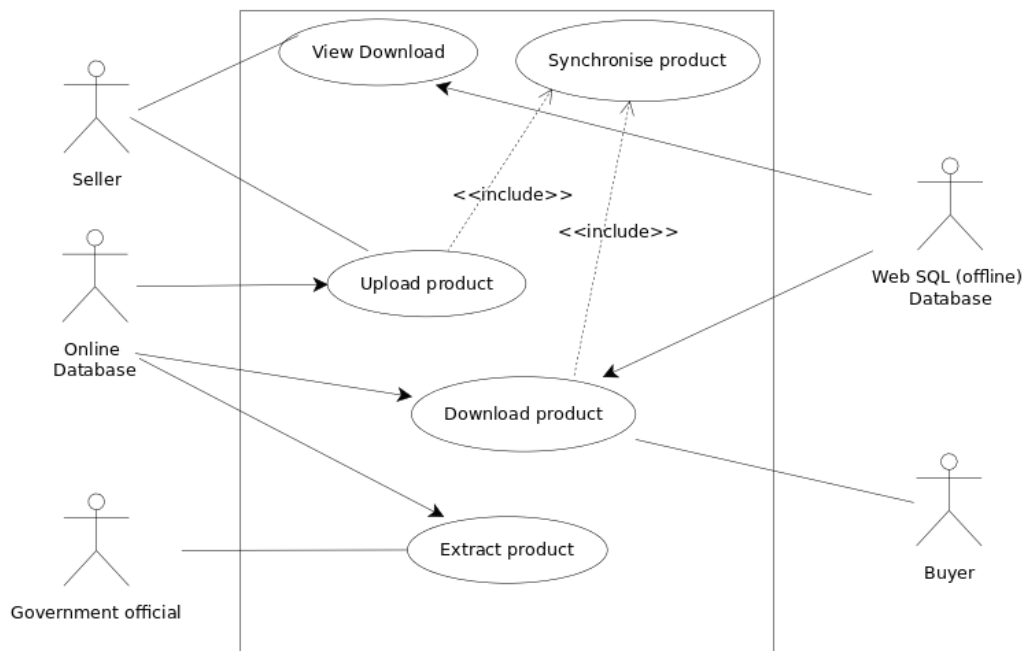 View Download
Synchronise product
Seller
<<include>>
<<include>>
Upload product
Web SQL (offline)
Database
Online
Database
Download product
Extract product
Buyer
Government official